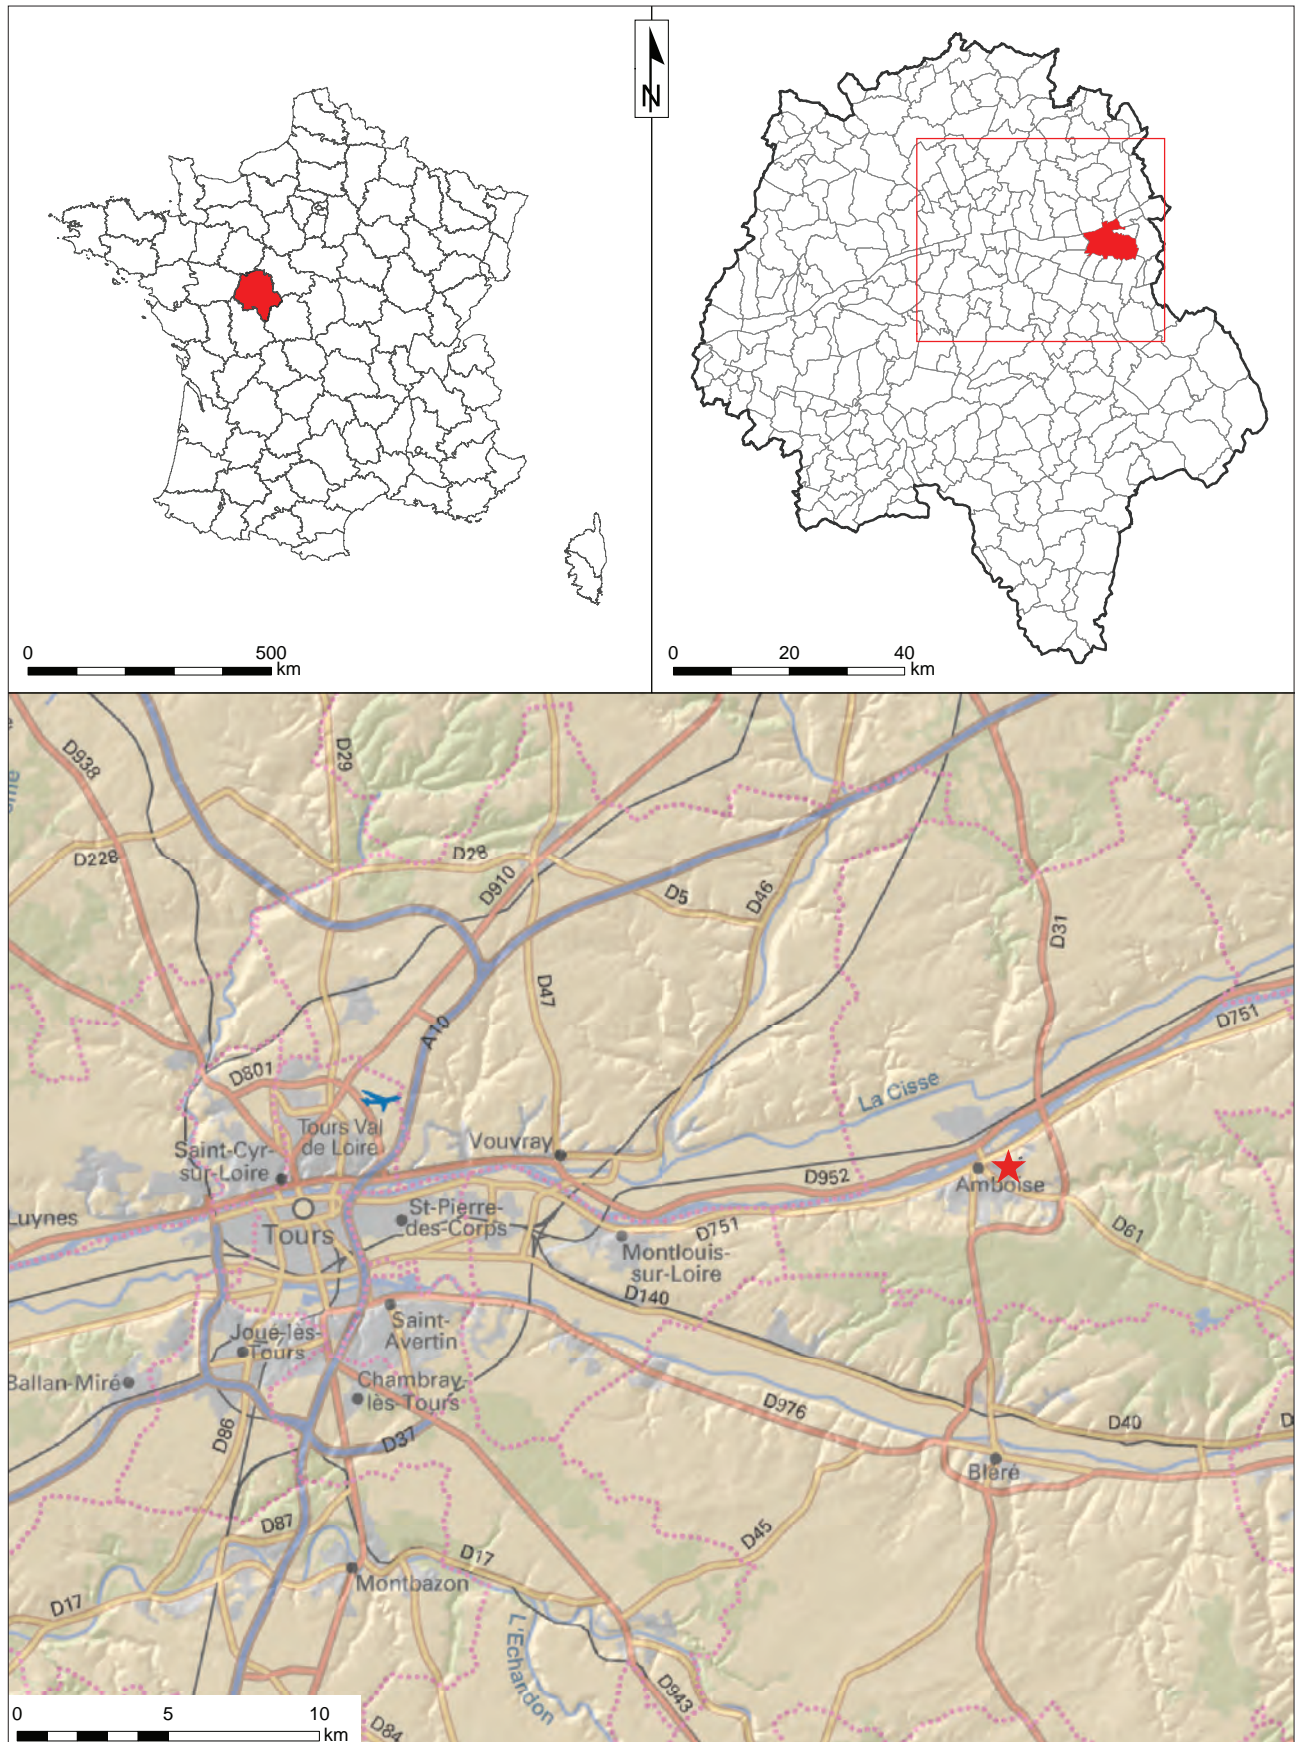 N
0 500
km
0 20 40
km
D938
D29
D228
D28
D910
D5
D46
D31
D47
A10
D751
D801
La Cisse
Tours Val
de Loire
Vouvray
Saint-Cyr-
sur-Loire
D952
Amboise
Luynes
St-Pierre-
des-Corps
Tours
D751
D61
Montlouis-
sur-Loire
D140
Saint-
Avertin
Joué-lès-
Tours
Ballan-Miré
Chambray-
lès-Tours
D976
D40
D86
D37
Bléré
D87
D45
D17
Montbazon
D17
L'Echandon
D943
0 5 10
km
D84